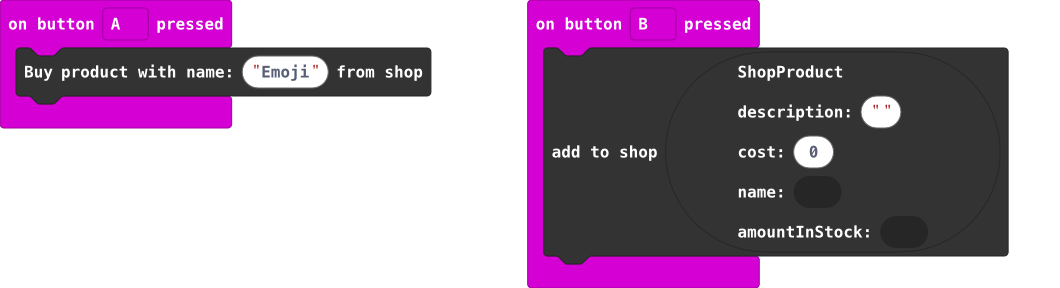 on button A pressed
Buy product with name: "Emoji" from shop
on button B pressed
add to shop
ShopProduct
description: " "
cost: 0
name:
amountInStock: